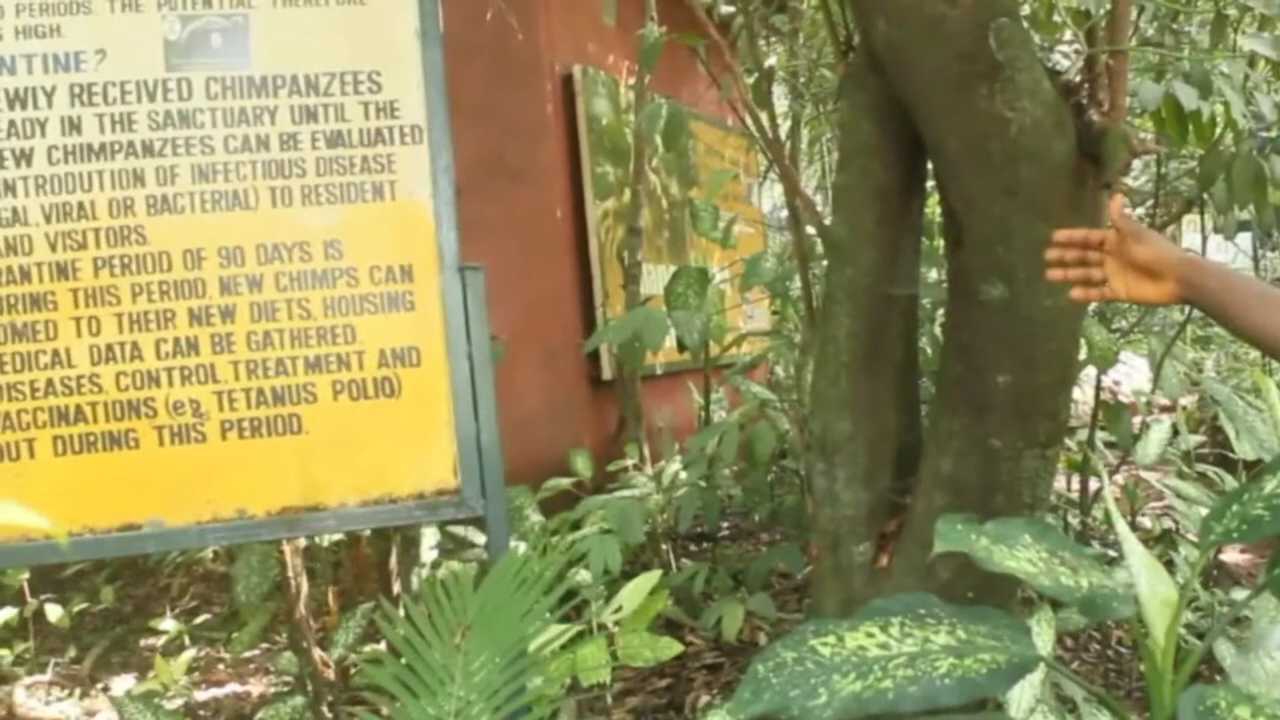 PERIODS. THE POTENTIAL THEREFORE
HIGH.
NTINE?
EWLY RECEIVED CHIMPANZEES
EADY IN THE SANCTUARY UNTIL THE
EW CHIMPANZEES CAN BE EVALUATED
INTRODUTION OF INFECTIOUS DISEASE
GAL, VIRAL OR BACTERIAL) TO RESIDENT
AND VISITORS.
RANTINE PERIOD OF 90 DAYS IS
URING THIS PERIOD, NEW CHIMPS CAN
OMED TO THEIR NEW DIETS, HOUSING
EDICAL DATA CAN BE GATHERED.
DISEASES, CONTROL, TREATMENT AND
VACCINATIONS (eg, TETANUS POLIO)
OUT DURING THIS PERIOD.